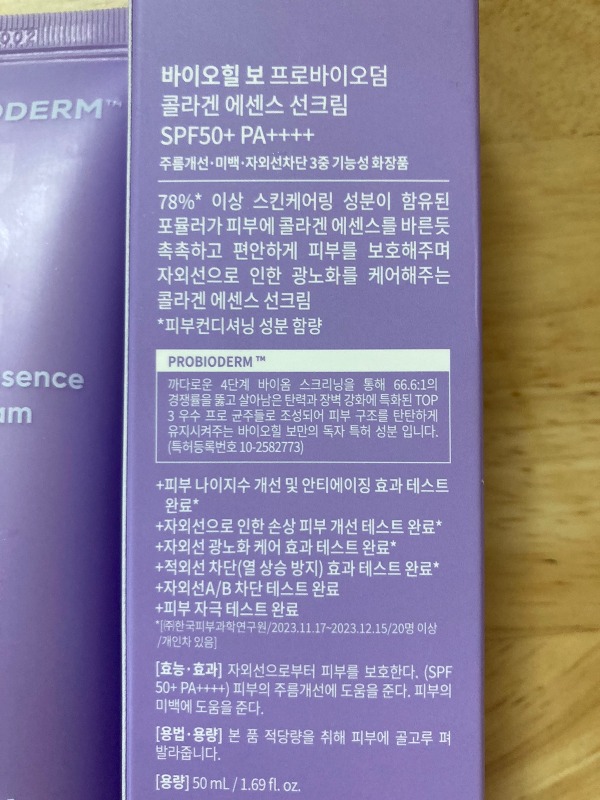 002
ODERM™
sence
am
바이오힐 보 프로바이오덤
콜라겐 에센스 선크림
SPF50+ PA++++
주름개선·미백·자외선차단 3중 기능성 화장품
78%* 이상 스킨케어링 성분이 함유된
포뮬러가 피부에 콜라겐 에센스를 바른듯
촉촉하고 편안하게 피부를 보호해주며
자외선으로 인한 광노화를 케어해주는
콜라겐 에센스 선크림
*피부컨디셔닝 성분 함량
PROBIODERM ™
까다로운 4단계 바이옴 스크리닝을 통해 66.6:1의
경쟁률을 뚫고 살아남은 탄력과 장벽 강화에 특화된 TOP
3 우수 프로 균주들로 조성되어 피부 구조를 탄탄하게
유지시켜주는 바이오힐 보만의 독자 특허 성분 입니다.
(특허등록번호 10-2582773)
+피부 나이지수 개선 및 안티에이징 효과 테스트
완료*
+자외선으로 인한 손상 피부 개선 테스트 완료*
+자외선 광노화 케어 효과 테스트 완료*
+적외선 차단(열 상승 방지) 효과 테스트 완료*
+자외선A/B 차단 테스트 완료
+피부 자극 테스트 완료
*[㈜한국피부과학연구원/2023.11.17~2023.12.15/20명 이상
/개인차 있음]
[효능·효과] 자외선으로부터 피부를 보호한다. (SPF
50+ PA++++) 피부의 주름개선에 도움을 준다. 피부의
미백에 도움을 준다.
[용법·용량] 본 품 적당량을 취해 피부에 골고루 펴
발라줍니다.
[용량] 50 mL / 1.69 fl. oz.